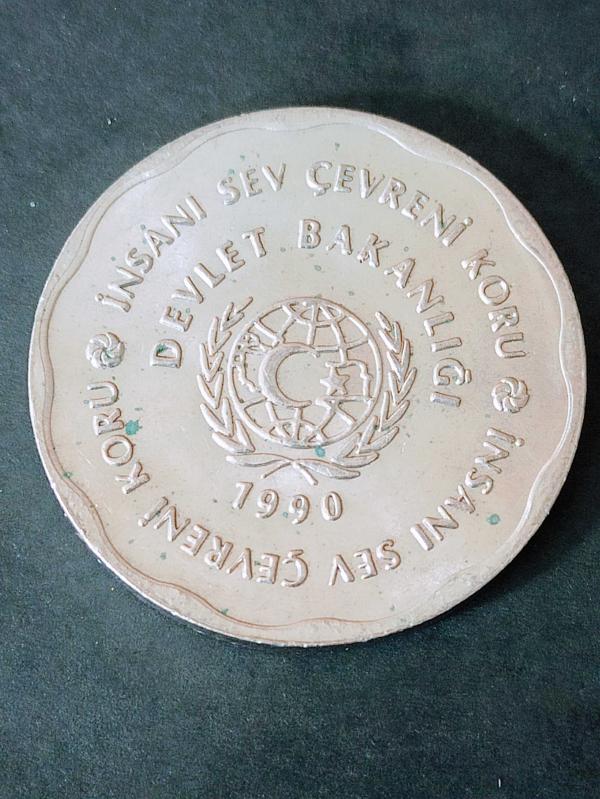 İNSANI SEV ÇEVRENİ KORU
DEVLET BAKANLIĞI
1990
İNSANI SEV ÇEVRENİ KORU